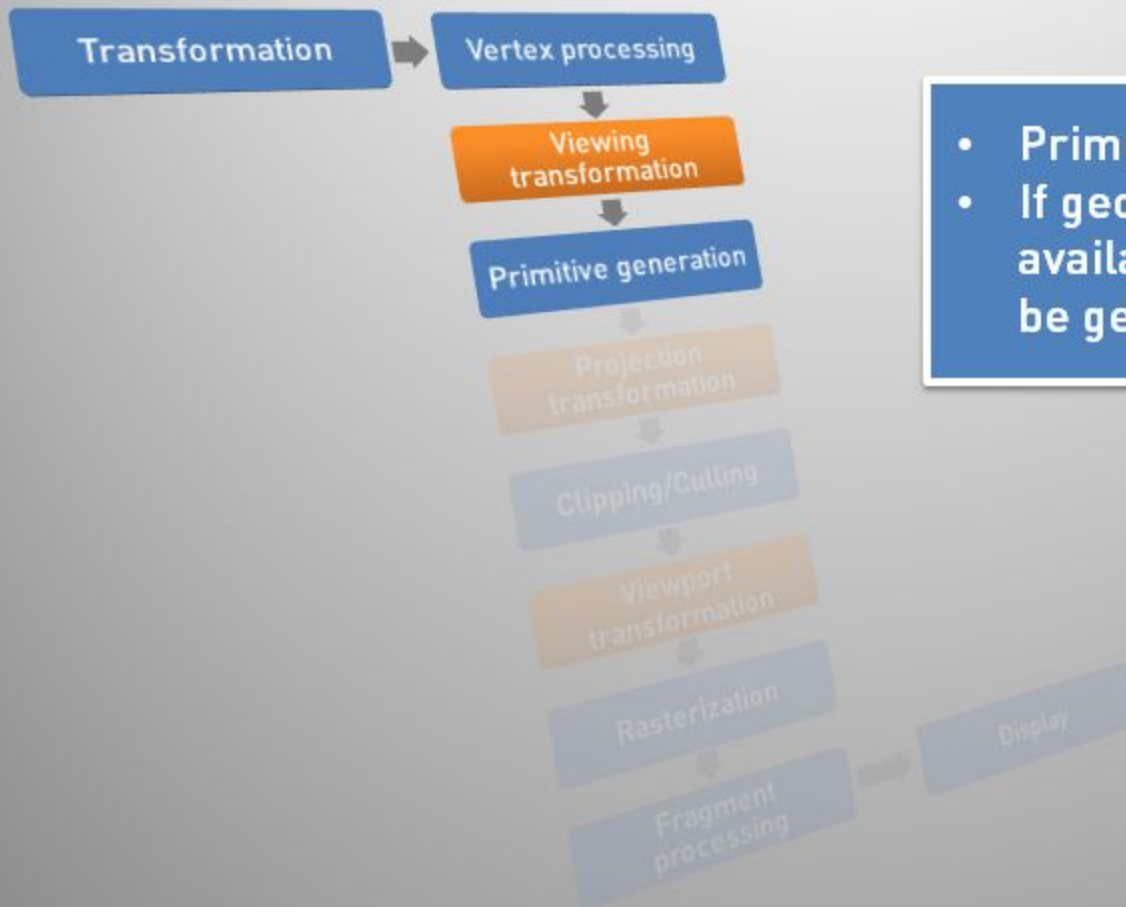 Transformation
Vertex processing
Viewing
transformation
Primitive generation
Projection
transformation
Clipping/Culling
Viewport
transformation
Rasterization
Fragment
processing
Display
• Prim
• If geo
availa
be ge